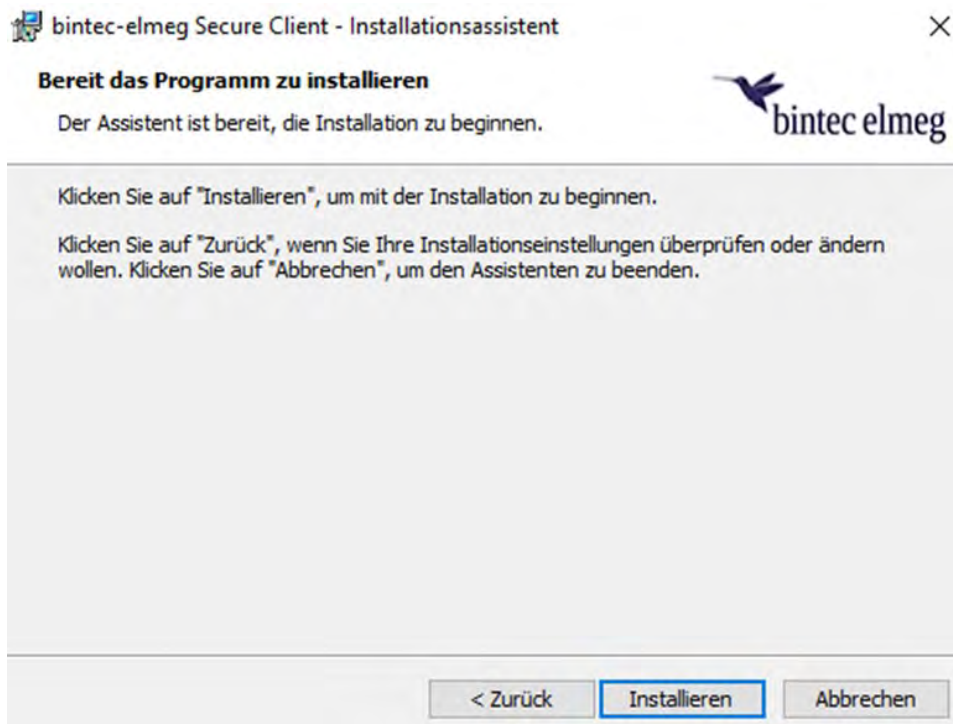 bintec-elmeg Secure Client - Installationsassistent
Bereit das Programm zu installieren
Der Assistent ist bereit, die Installation zu beginnen.
bintec elmeg
Klicken Sie auf "Installieren", um mit der Installation zu beginnen.
Klicken Sie auf "Zurück", wenn Sie Ihre Installationseinstellungen überprüfen oder ändern
wollen. Klicken Sie auf "Abbrechen", um den Assistenten zu beenden.
< Zurück Installieren Abbrechen